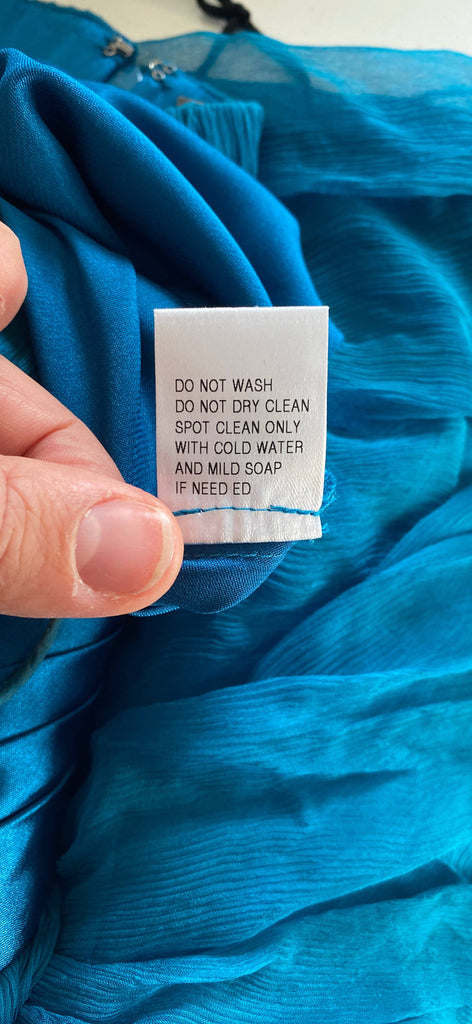 DO NOT WASH
DO NOT DRY CLEAN
SPOT CLEAN ONLY
WITH COLD WATER
AND MILD SOAP
IF NEED ED